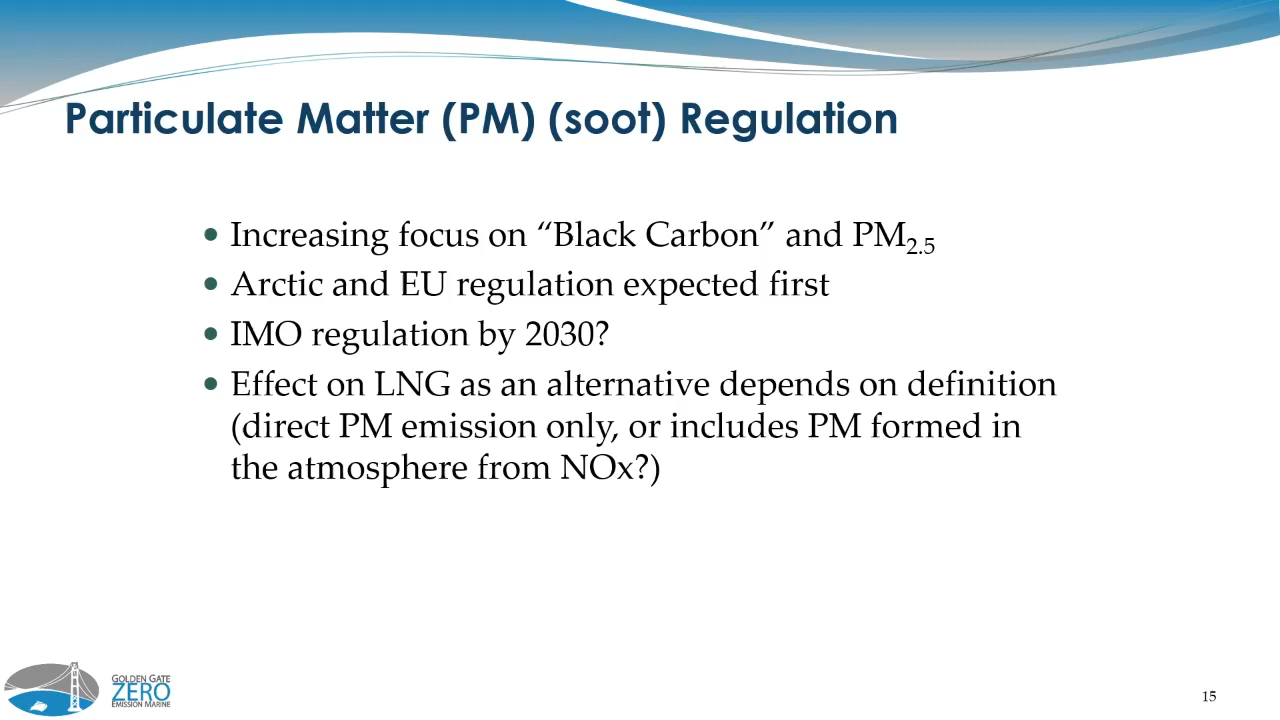 Particulate Matter (PM) (soot) Regulation
• Increasing focus on “Black Carbon” and PM2.5
• Arctic and EU regulation expected first
• IMO regulation by 2030?
• Effect on LNG as an alternative depends on definition
(direct PM emission only, or includes PM formed in
the atmosphere from NOx?)
GOLDEN GATE
ZERO
EMISSION MARINE
15